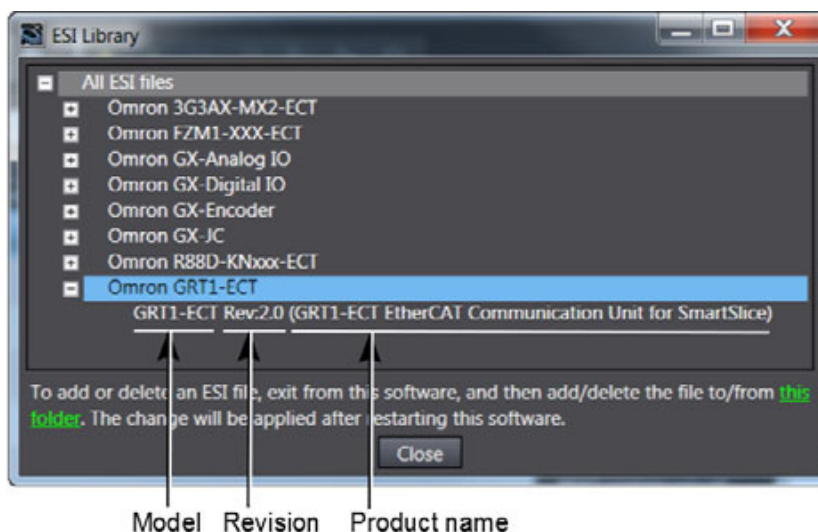 ESI Library
All ESI files
Omron 3G3AX-MX2-ECT
Omron FZM1-XXX-ECT
Omron GX-Analog IO
Omron GX-Digital IO
Omron GX-Encoder
Omron GX-JC
Omron R88D-KNxxx-ECT
Omron GRT1-ECT
GRT1-ECT Rev:2.0 (GRT1-ECT EtherCAT Communication Unit for SmartSlice)
To add or delete an ESI file, exit from this software, and then add/delete the file to/from this
folder. The change will be applied after restarting this software.
Close
Model Revision Product name